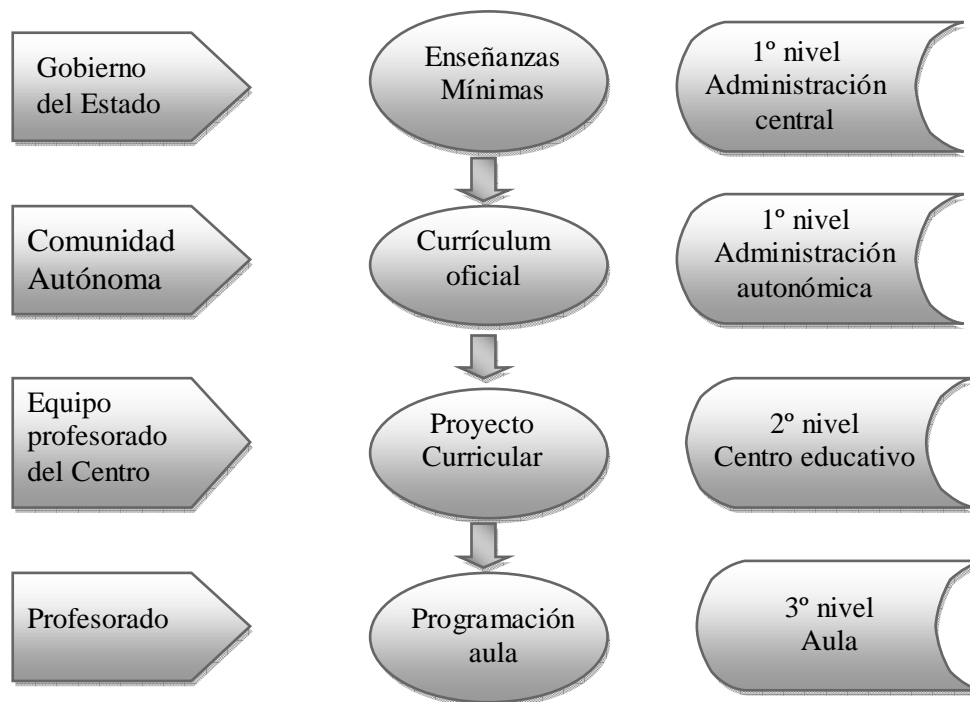 Gobierno
del Estado
Enseñanzas
Mínimas
1º nivel
Administración
central
Comunidad
Autónoma
Currículum
oficial
1º nivel
Administración
autonómica
Equipo
profesorado
del Centro
Proyecto
Curricular
2º nivel
Centro educativo
Profesorado
Programación
aula
3º nivel
Aula